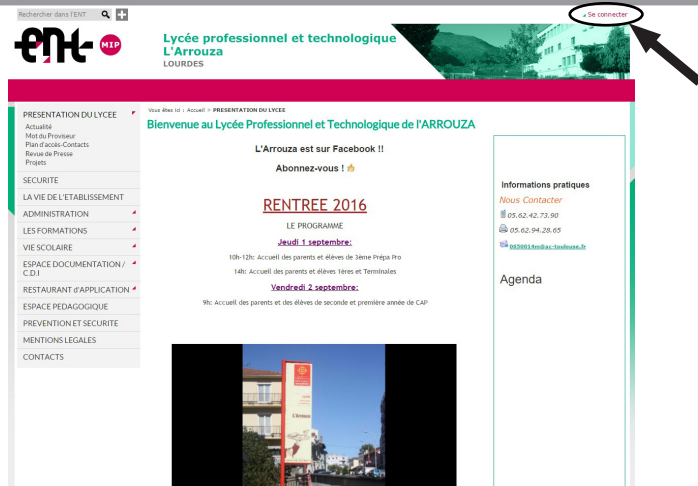 Rechercher dans l'ENT
Se connecter
ent MIP
Lycée professionnel et technologique
L'Arrouza
LOURDES
PRESENTATION DU LYCEE
Actualité
Mot du Proviseur
Plan d'accès-Contacts
Revue de Presse
Projets
SECURITE
LA VIE DE L'ETABLISSEMENT
ADMINISTRATION
LES FORMATIONS
VIE SCOLAIRE
ESPACE DOCUMENTATION /
C.D.I
RESTAURANT d'APPLICATION
ESPACE PEDAGOGIQUE
PREVENTION ET SECURITE
MENTIONS LEGALES
CONTACTS
Vous êtes ici : Accueil > PRESENTATION DU LYCEE
Bienvenue au Lycée Professionnel et Technologique de l'ARROUZA
L'Arrouza est sur Facebook !!
Abonnez-vous !
RENTREE 2016
LE PROGRAMME
Jeudi 1 septembre:
10h-12h: Accueil des parents et élèves de 3ème Prépa Pro
14h: Accueil des parents et élèves 1ères et Terminales
Vendredi 2 septembre:
9h: Accueil des parents et des élèves de seconde et première année de CAP
L'Arrouza
Informations pratiques
Nous Contacter
05.62.42.73.90
05.62.94.28.65
0650014m@ac-toulouse.fr
Agenda